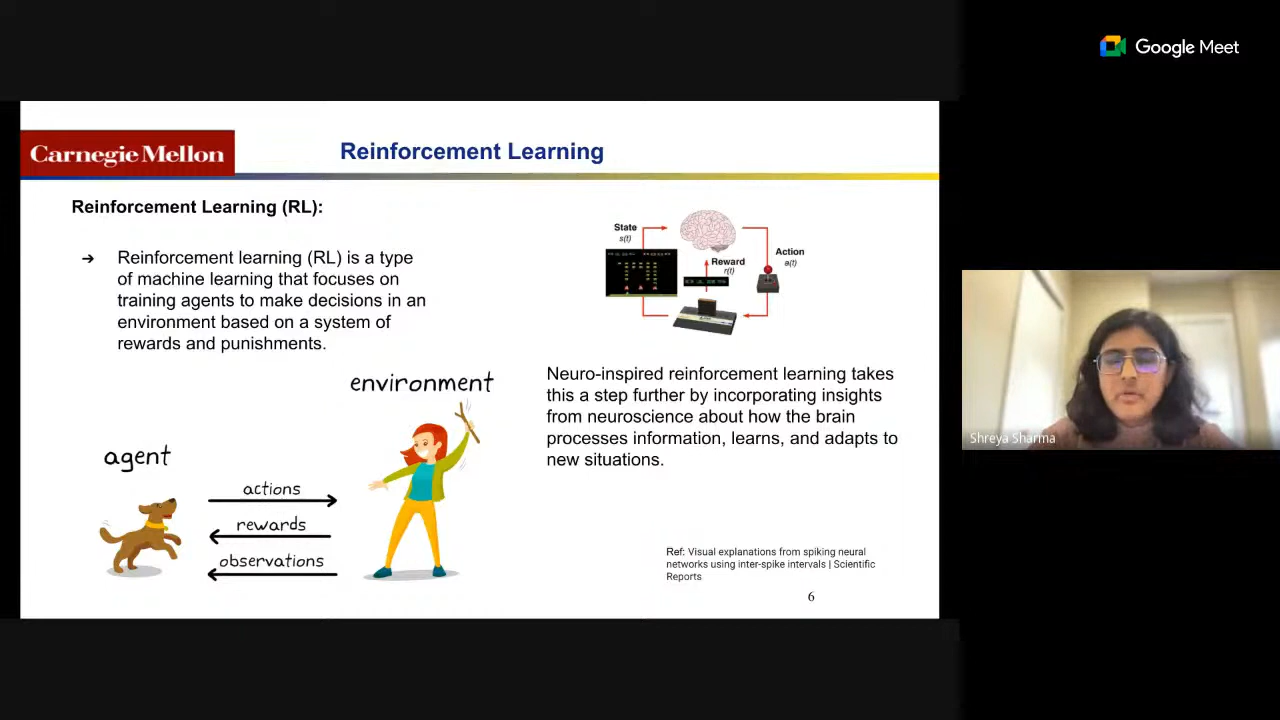 Google Meet
Carnegie Mellon
Reinforcement Learning
Reinforcement Learning (RL):
➔ Reinforcement learning (RL) is a type
of machine learning that focuses on
training agents to make decisions in an
environment based on a system of
rewards and punishments.
environment
agent
actions
rewards
observations
State
s(t)
Reward
r(t)
Action
a(t)
Neuro-inspired reinforcement learning takes
this a step further by incorporating insights
from neuroscience about how the brain
processes information, learns, and adapts to
new situations.
Ref: Visual explanations from spiking neural
networks using inter-spike intervals | Scientific
Reports
6
Shreya Sharma